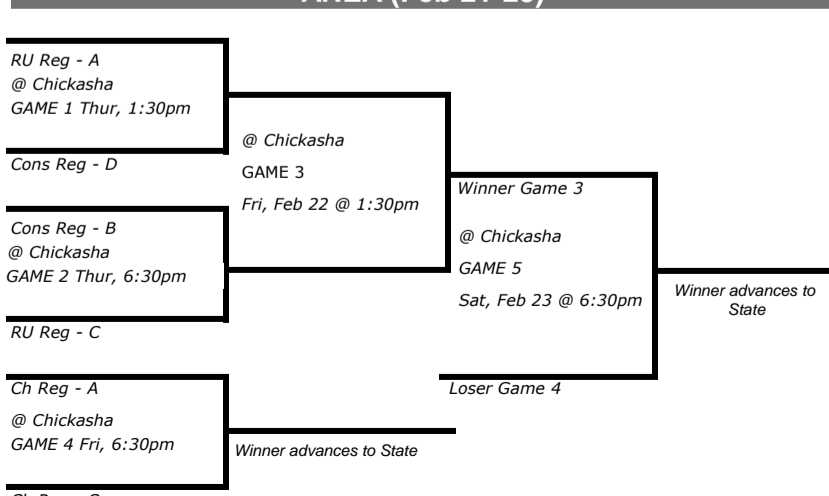 RU Reg - A
@ Chickasha
GAME 1 Thur, 1:30pm
Cons Reg - D
@ Chickasha
GAME 3
Fri, Feb 22 @ 1:30pm
Cons Reg - B
@ Chickasha
GAME 2 Thur, 6:30pm
RU Reg - C
Winner Game 3
@ Chickasha
GAME 5
Sat, Feb 23 @ 6:30pm
Loser Game 4
Winner advances to
State
Ch Reg - A
@ Chickasha
GAME 4 Fri, 6:30pm
Winner advances to State